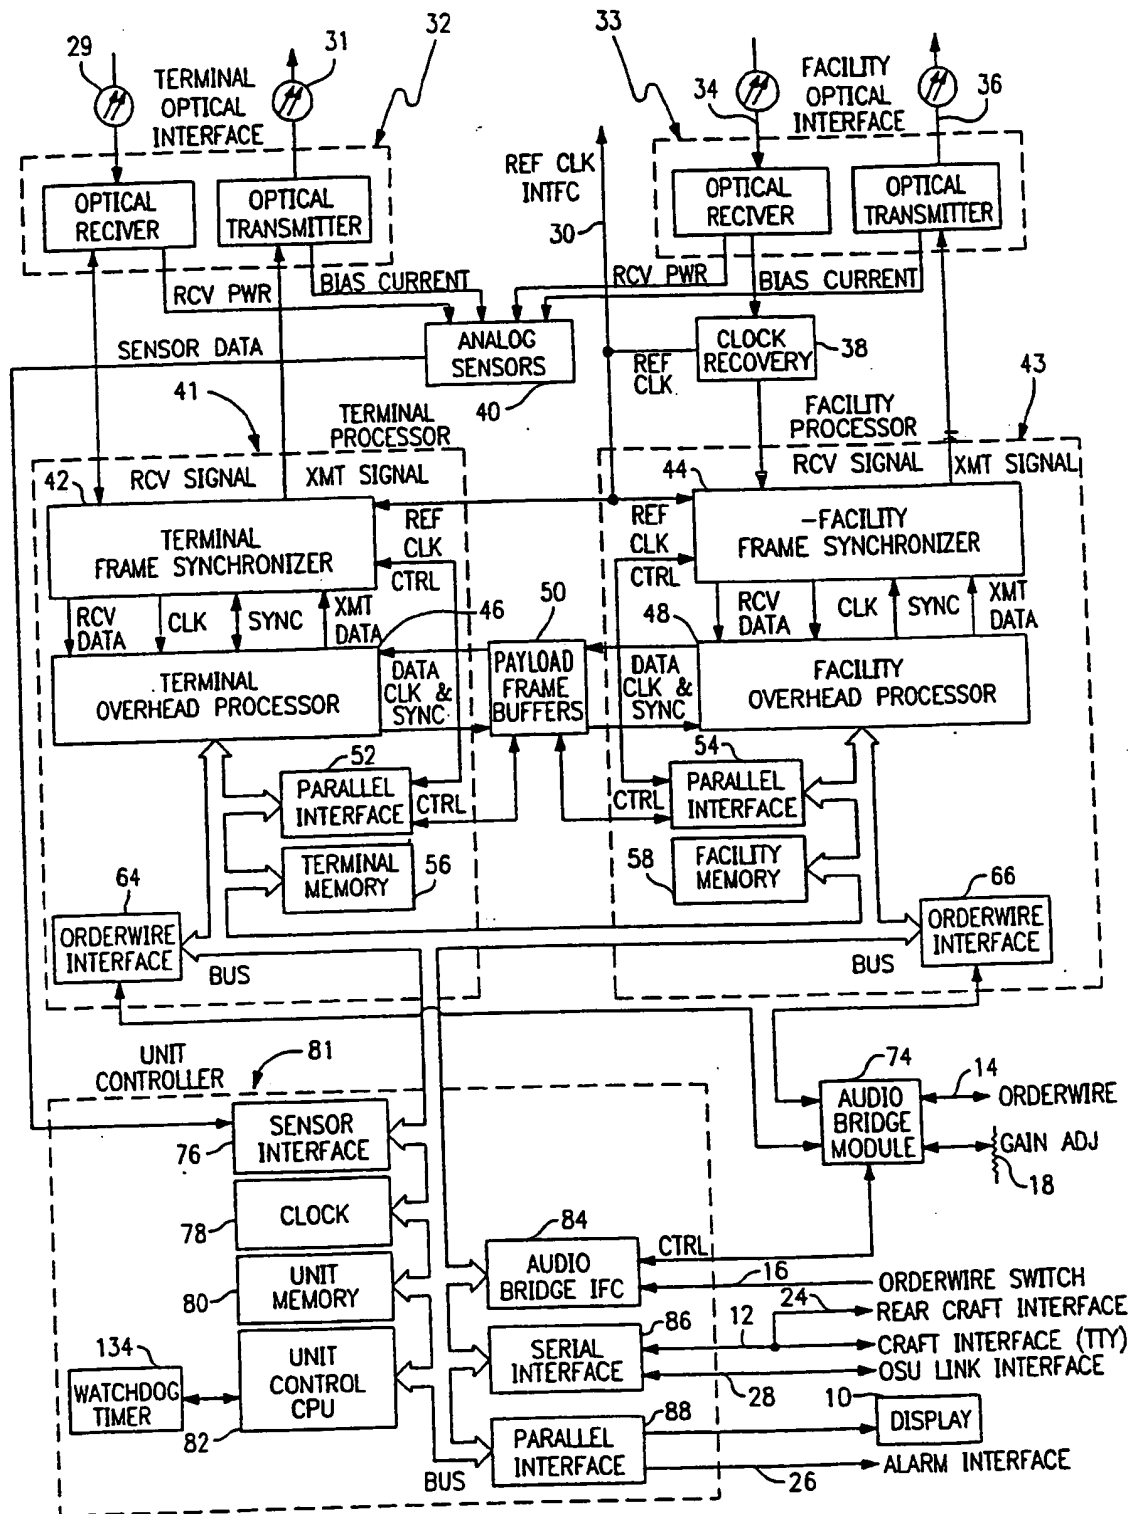 29
31
32
33
34
36
TERMINAL
OPTICAL
INTERFACE
FACILITY
OPTICAL
INTERFACE
REF CLK
INTFC
30
OPTICAL
RECIVER
OPTICAL
TRANSMITTER
OPTICAL
RECIVER
OPTICAL
TRANSMITTER
RCV PWR
BIAS CURRENT
RCV PWR
BIAS CURRENT
SENSOR DATA
ANALOG
SENSORS
40
REF
CLK
CLOCK
RECOVERY
38
41
TERMINAL
PROCESSOR
FACILITY
PROCESSOR
43
42
RCV SIGNAL
XMT SIGNAL
44
RCV SIGNAL
XMT SIGNAL
TERMINAL
FRAME SYNCHRONIZER
REF
CLK
CTRL
REF
CLK
CTRL
-FACILITY
FRAME SYNCHRONIZER
RCV
DATA
CLK
SYNC
XMT
DATA
46
50
48
RCV
DATA
CLK
SYNC
XMT
DATA
TERMINAL
OVERHEAD PROCESSOR
DATA
CLK &
SYNC
PAYLOAD
FRAME
BUFFERS
DATA
CLK &
SYNC
FACILITY
OVERHEAD PROCESSOR
52
PARALLEL
INTERFACE
CTRL
54
PARALLEL
INTERFACE
CTRL
TERMINAL
MEMORY
56
58
FACILITY
MEMORY
64
ORDERWIRE
INTERFACE
66
ORDERWIRE
INTERFACE
BUS
BUS
UNIT
CONTROLLER
81
74
AUDIO
BRIDGE
MODULE
14
ORDERWIRE
GAIN ADJ
18
SENSOR
INTERFACE
76
CLOCK
78
UNIT
MEMORY
80
UNIT
CONTROL
CPU
82
134
WATCHDOG
TIMER
84
AUDIO
BRIDGE IFC
CTRL
16
ORDERWIRE SWITCH
24
REAR CRAFT INTERFACE
86
SERIAL
INTERFACE
12
CRAFT INTERFACE (TTY)
OSU LINK INTERFACE
28
88
PARALLEL
INTERFACE
10
DISPLAY
BUS
26
ALARM INTERFACE